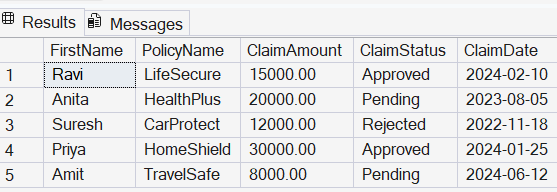 Results Messages
FirstName PolicyName ClaimAmount ClaimStatus ClaimDate
1 Ravi LifeSecure 15000.00 Approved 2024-02-10
2 Anita HealthPlus 20000.00 Pending 2023-08-05
3 Suresh CarProtect 12000.00 Rejected 2022-11-18
4 Priya HomeShield 30000.00 Approved 2024-01-25
5 Amit TravelSafe 8000.00 Pending 2024-06-12